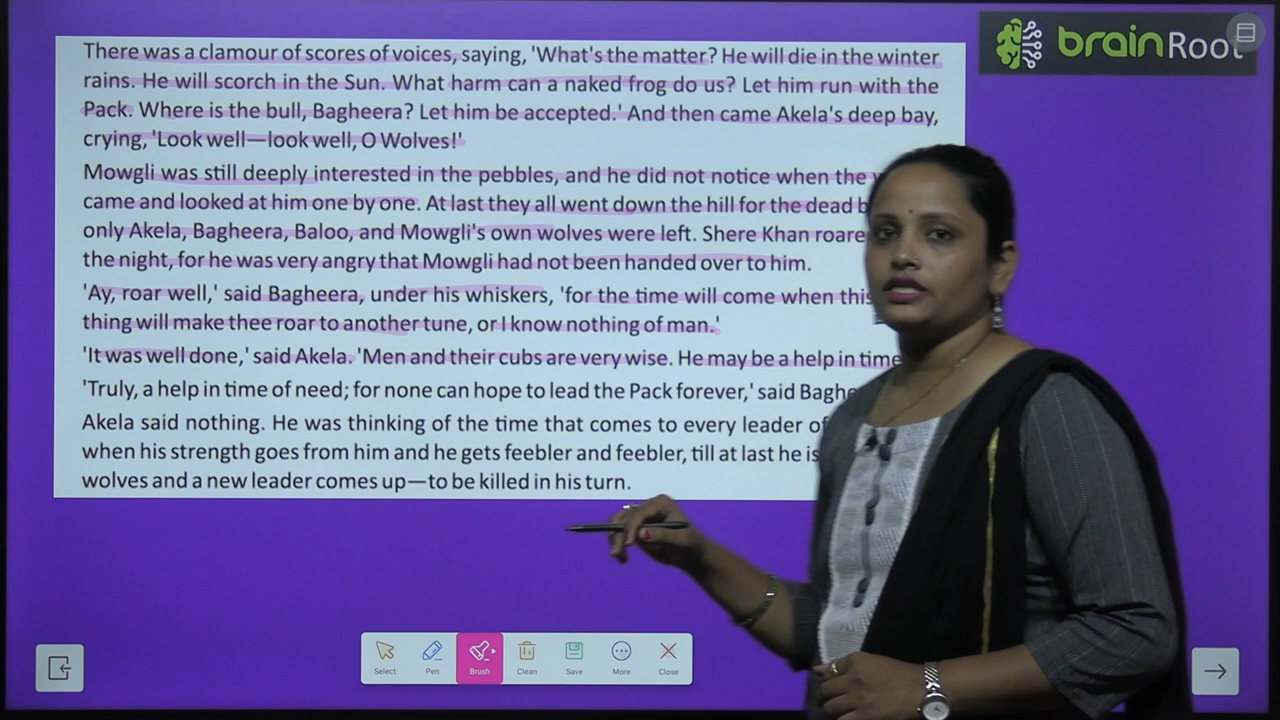 There was a clamour of scores of voices, saying, 'What's the matter? He will die in the winter
rains. He will scorch in the Sun. What harm can a naked frog do us? Let him run with the
Pack. Where is the bull, Bagheera? Let him be accepted.' And then came Akela's deep bay,
crying, 'Look well—look well, O Wolves!'
Mowgli was still deeply interested in the pebbles, and he did not notice when the
came and looked at him one by one. At last they all went down the hill for the dead
only Akela, Bagheera, Baloo, and Mowgli's own wolves were left. Shere Khan
the night, for he was very angry that Mowgli had not been handed over to him.
'Ay, roar well,' said Bagheera, under his whiskers, 'for the time will come when this
thing will make thee roar to another tune, or I know nothing of man.'
'It was well done,' said Akela. 'Men and their cubs are very wise. He may be a help in time
'Truly, a help in time of need; for none can hope to lead the Pack forever,' said
Akela said nothing. He was thinking of the time that comes to every leader of
when his strength goes from him and he gets feebler and feebler, till at last he is
wolves and a new leader comes up—to be killed in his turn.
brainRoot
Select Pen Brush Clean Save More Close